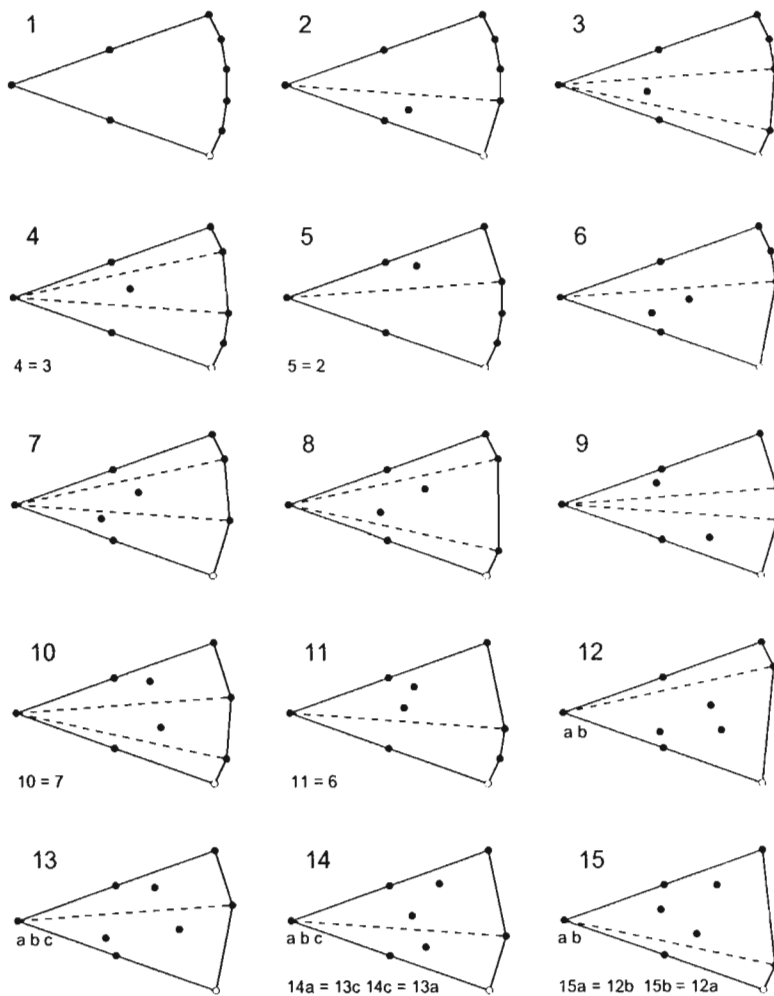 1
2
3
4
5
6
4 = 3
5 = 2
7
8
9
10
11
12
10 = 7
11 = 6
a b
13
14
15
a b c
a b c
a b
14a = 13c 14c = 13a
15a = 12b 15b = 12a